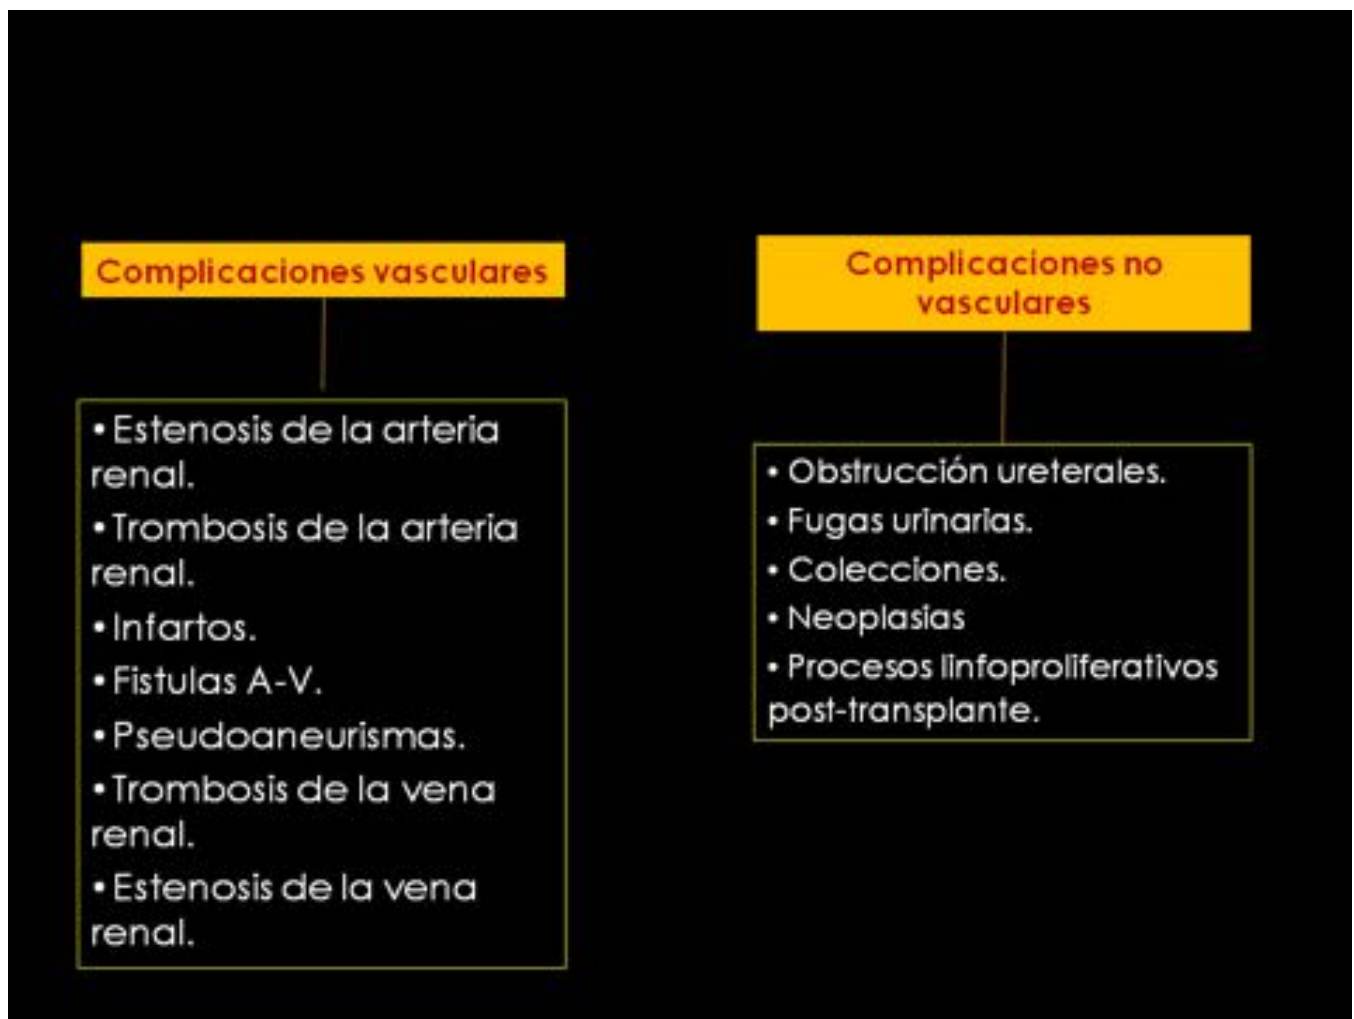 Complicaciones vasculares
• Estenosis de la arteria
renal.
• Trombosis de la arteria
renal.
• Infartos.
• Fistulas A-V.
• Pseudoaneurismas.
• Trombosis de la vena
renal.
• Estenosis de la vena
renal.
Complicaciones no
vasculares
• Obstrucción ureterales.
• Fugas urinarias.
• Colecciones.
• Neoplasias
• Procesos linfoproliferativos
post-transplante.